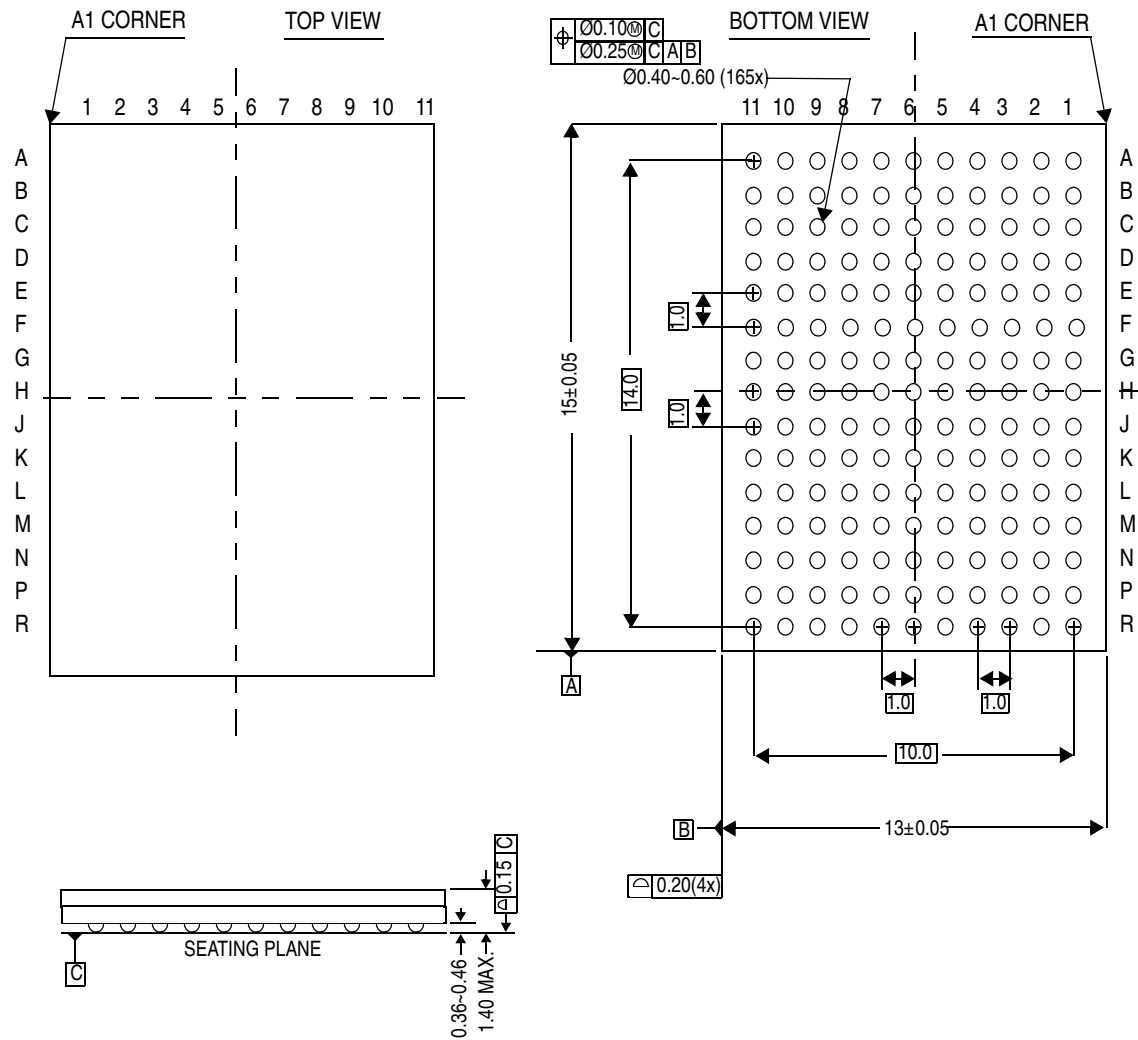 A1 CORNER
TOP VIEW
1 2 3 4 5 6 7 8 9 10 11
A
B
C
D
E
F
G
H
J
K
L
M
N
P
R
BOTTOM VIEW
A1 CORNER
⌖ Ø0.10Ⓜ C
Ø0.25Ⓜ C A B
Ø0.40~0.60 (165x)
11 10 9 8 7 6 5 4 3 2 1
A
B
C
D
E
F
G
H
J
K
L
M
N
P
R
1.0
15±0.05
14.0
1.0
A
1.0
1.0
10.0
B
13±0.05
⌓ 0.20(4x)
⌓ 0.15 C
SEATING PLANE
C
0.36~0.46
1.40 MAX.